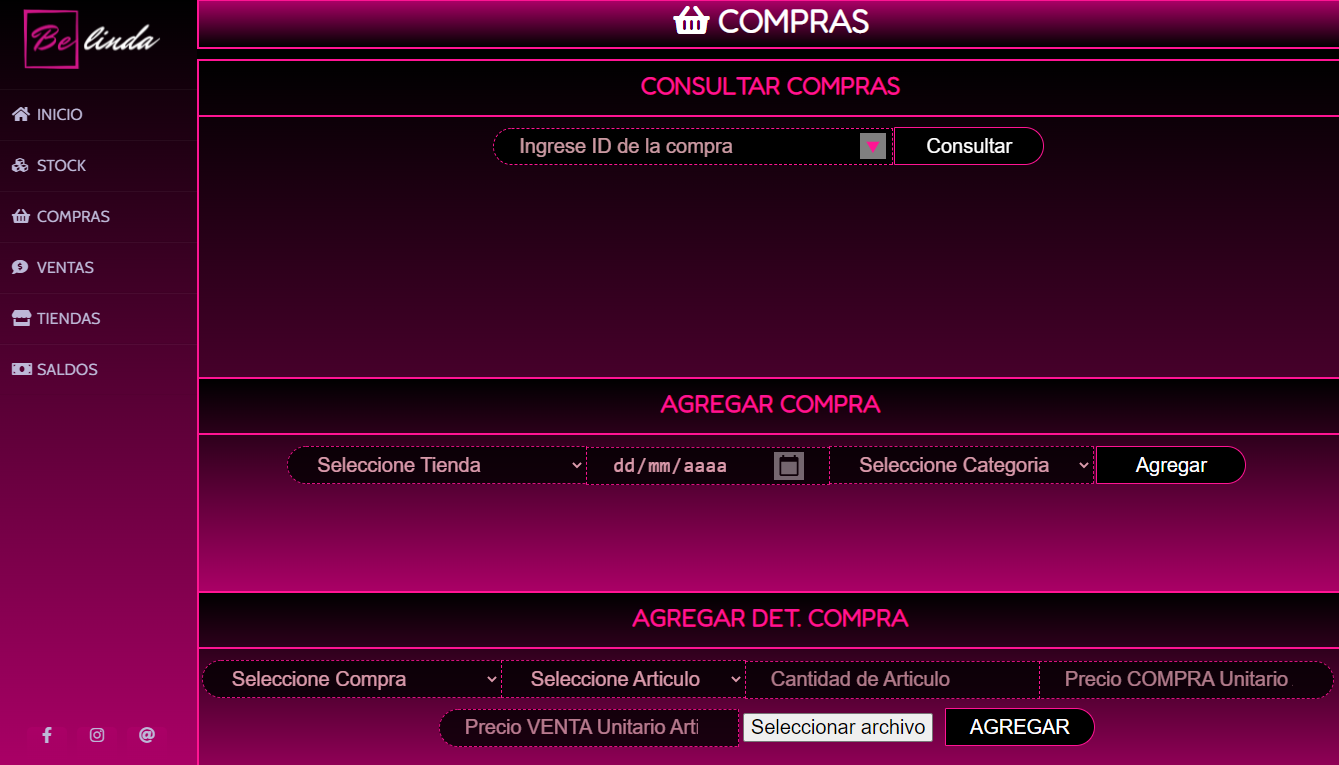 Be linda
INICIO
STOCK
COMPRAS
VENTAS
TIENDAS
SALDOS
COMPRAS
CONSULTAR COMPRAS
Ingrese ID de la compra
Consultar
AGREGAR COMPRA
Seleccione Tienda
dd/mm/aaaa
Seleccione Categoria
Agregar
AGREGAR DET. COMPRA
Seleccione Compra
Seleccione Articulo
Cantidad de Articulo
Precio COMPRA Unitario
Precio VENTA Unitario Arti
Seleccionar archivo
AGREGAR